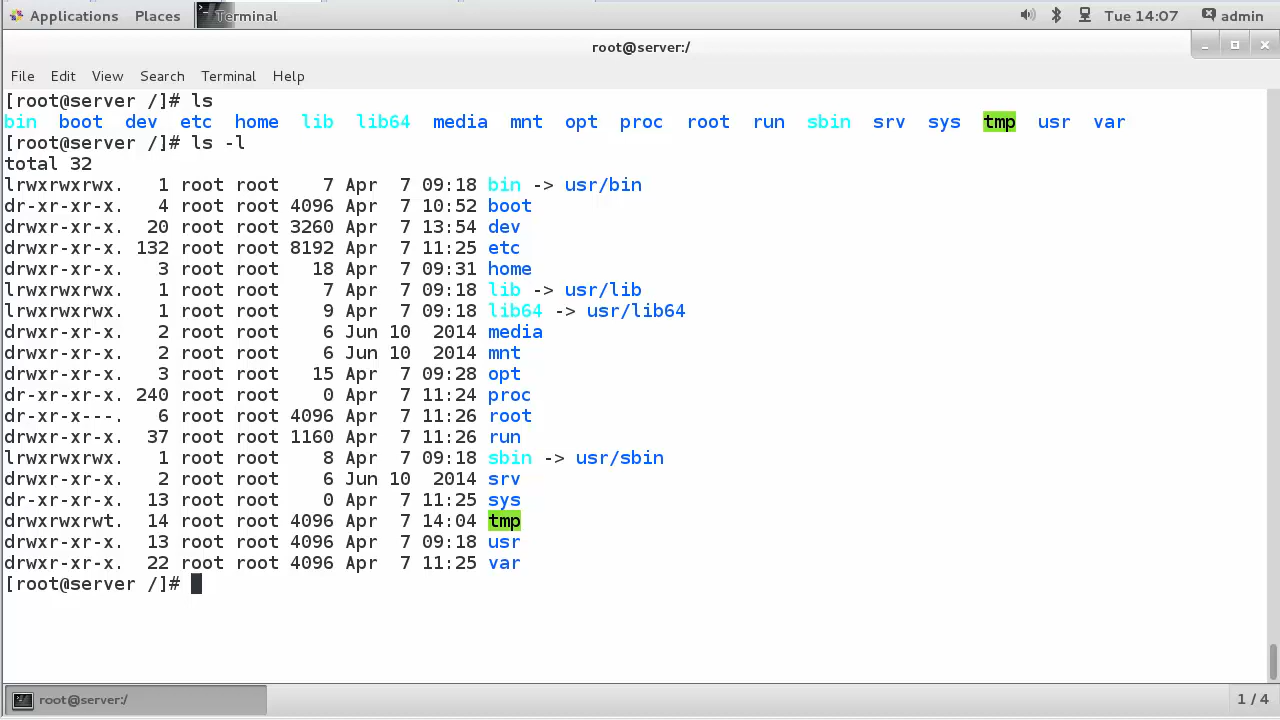 Applications Places Terminal Tue 14:07 admin
root@server:/
File Edit View Search Terminal Help
[root@server /]# ls
bin boot dev etc home lib lib64 media mnt opt proc root run sbin srv sys tmp usr var
[root@server /]# ls -l
total 32
lrwxrwxrwx.   1 root root    7 Apr  7 09:18 bin -> usr/bin
dr-xr-xr-x.   4 root root 4096 Apr  7 10:52 boot
drwxr-xr-x.  20 root root 3260 Apr  7 13:54 dev
drwxr-xr-x. 132 root root 8192 Apr  7 11:25 etc
drwxr-xr-x.   3 root root   18 Apr  7 09:31 home
lrwxrwxrwx.   1 root root    7 Apr  7 09:18 lib -> usr/lib
lrwxrwxrwx.   1 root root    9 Apr  7 09:18 lib64 -> usr/lib64
drwxr-xr-x.   2 root root    6 Jun 10  2014 media
drwxr-xr-x.   2 root root    6 Jun 10  2014 mnt
drwxr-xr-x.   3 root root   15 Apr  7 09:28 opt
dr-xr-xr-x. 240 root root    0 Apr  7 11:24 proc
dr-xr-x---.   6 root root 4096 Apr  7 11:26 root
drwxr-xr-x.  37 root root 1160 Apr  7 11:26 run
lrwxrwxrwx.   1 root root    8 Apr  7 09:18 sbin -> usr/sbin
drwxr-xr-x.   2 root root    6 Jun 10  2014 srv
dr-xr-xr-x.  13 root root    0 Apr  7 11:25 sys
drwxrwxrwt.  14 root root 4096 Apr  7 14:04 tmp
drwxr-xr-x.  13 root root 4096 Apr  7 09:18 usr
drwxr-xr-x.  22 root root 4096 Apr  7 11:25 var
[root@server /]#
root@server:/ 1 / 4